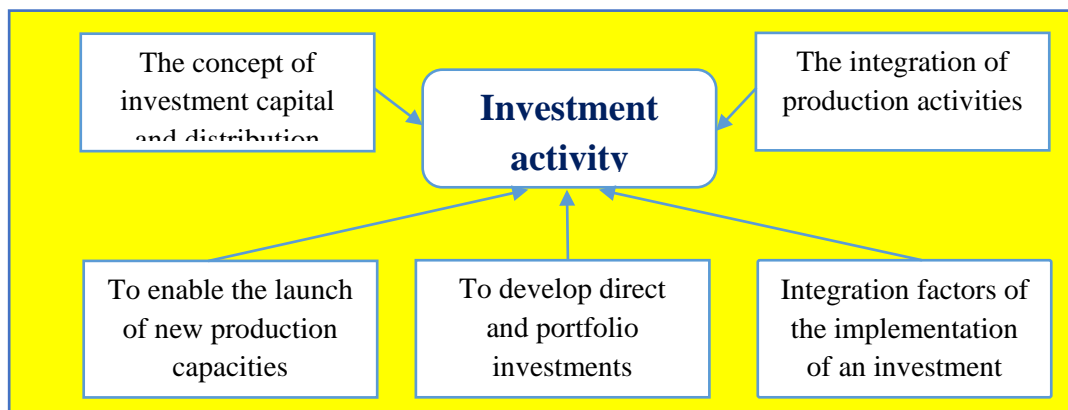 The concept of
investment capital
and distribution
Investment
activity
The integration of
production activities
To enable the launch
of new production
capacities
To develop direct
and portfolio
investments
Integration factors of
the implementation
of an investment